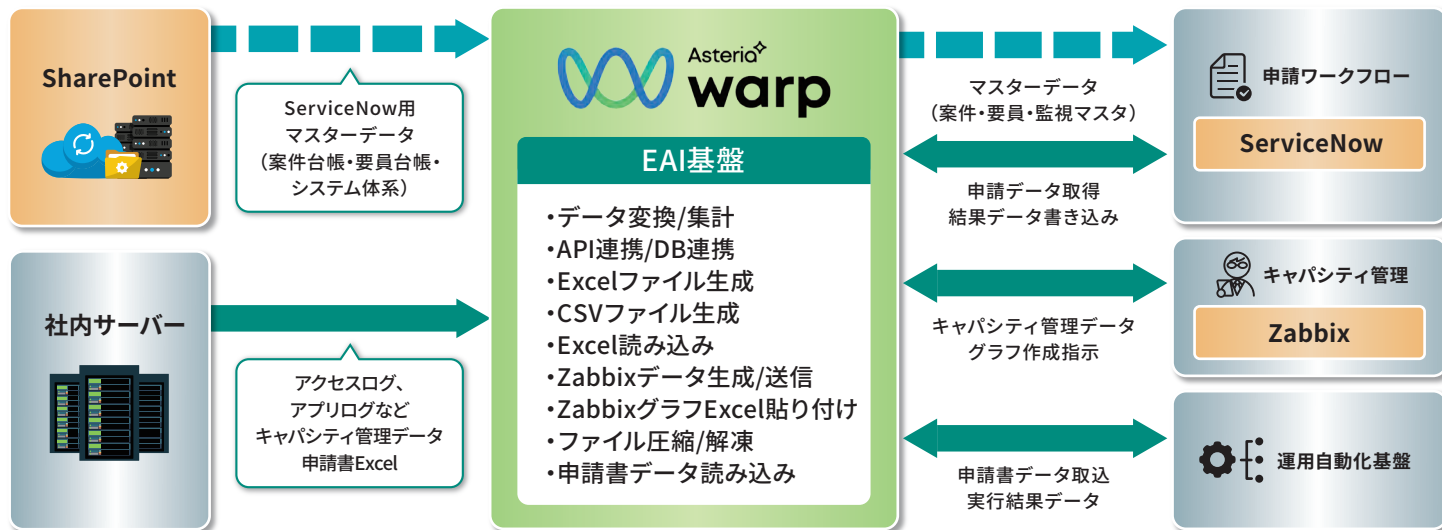 SharePoint
ServiceNow用
マスターデータ
（案件台帳・要員台帳・
システム体系）
社内サーバー
アクセスログ、
アプリログなど
キャパシティ管理データ
申請書Excel
Asteria
warp
EAI基盤
・データ変換/集計
・API連携/DB連携
・Excelファイル生成
・CSVファイル生成
・Excel読み込み
・Zabbixデータ生成/送信
・ZabbixグラフExcel貼り付け
・ファイル圧縮/解凍
・申請書データ読み込み
マスターデータ
（案件・要員・監視マスタ）
申請データ取得
結果データ書き込み
キャパシティ管理データ
グラフ作成指示
申請書データ取込
実行結果データ
申請ワークフロー
ServiceNow
キャパシティ管理
Zabbix
運用自動化基盤